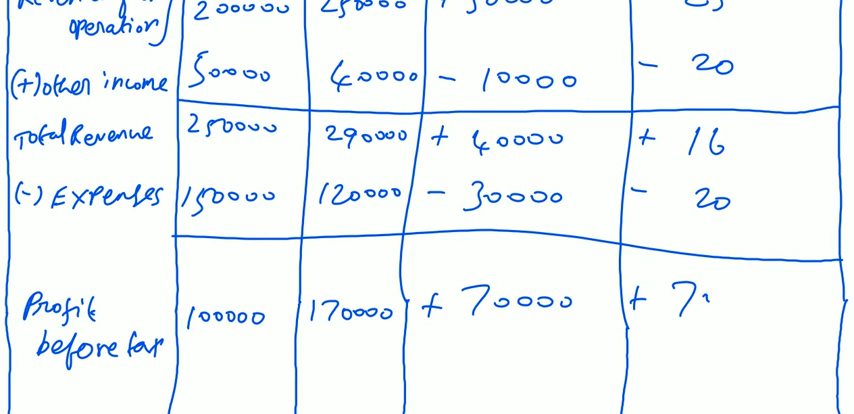 200000
operation)
(+) other income 50000 40000 - 10000 - 20
Total Revenue 250000 290000 + 40000 + 16
(-) Expenses 150000 120000 - 30000 - 20
Profit 100000 170000 + 70000 + 7
before tax